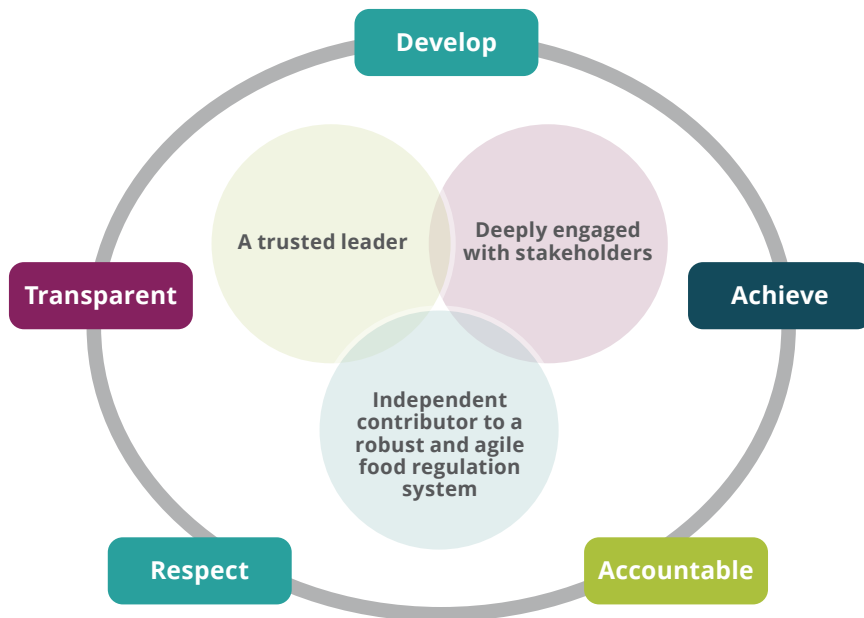 Develop
A trusted leader
Deeply engaged
with stakeholders
Transparent
Achieve
Independent
contributor to a
robust and agile
food regulation
system
Respect
Accountable